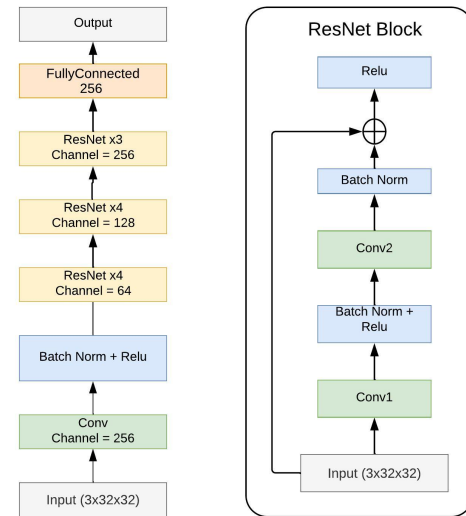 Output
FullyConnected
256
ResNet x3
Channel = 256
ResNet x4
Channel = 128
ResNet x4
Channel = 64
Batch Norm + Relu
Conv
Channel = 256
Input (3x32x32)
ResNet Block
Relu
Batch Norm
Conv2
Batch Norm +
Relu
Conv1
Input (3x32x32)